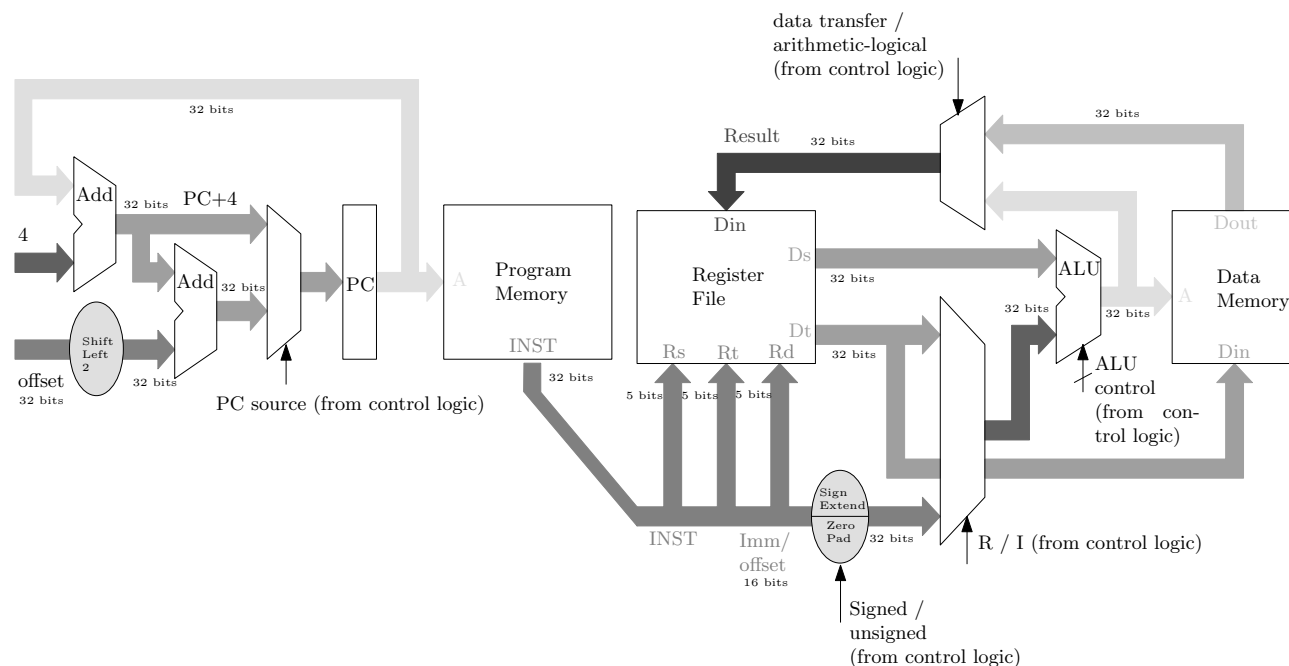 data transfer /
arithmetic-logical
(from control logic)
32 bits
32 bits
Result
32 bits
Add
32 bits
PC+4
4
Din
Dout
Ds
32 bits
ALU
Add
32 bits
PC
A
Program
Memory
Register
File
A
Data
Memory
32 bits
32 bits
Shift
Left
2
Dt
32 bits
INST
Rs
Rt
Rd
Din
offset
32 bits
32 bits
32 bits
5 bits
5 bits
5 bits
ALU
control
(from con-
trol logic)
PC source (from control logic)
Sign
Extend
Zero
Pad
32 bits
INST
Imm/
offset
16 bits
R / I (from control logic)
Signed /
unsigned
(from control logic)